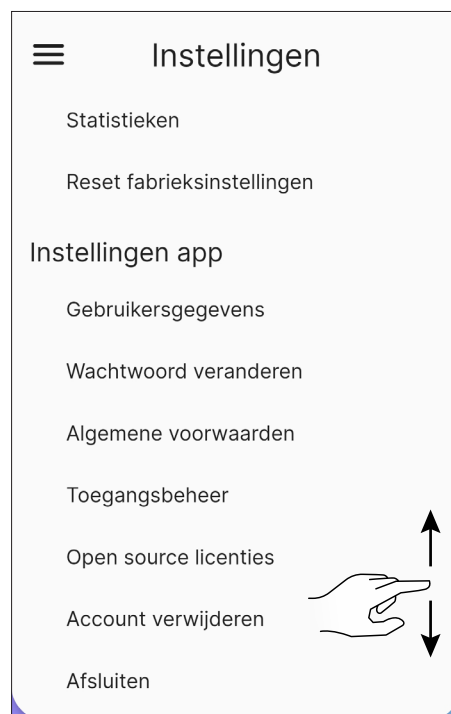 Instellingen
Statistieken
Reset fabrieksinstellingen
Instellingen app
Gebruikersgegevens
Wachtwoord veranderen
Algemene voorwaarden
Toegangsbeheer
Open source licenties
Account verwijderen
Afsluiten